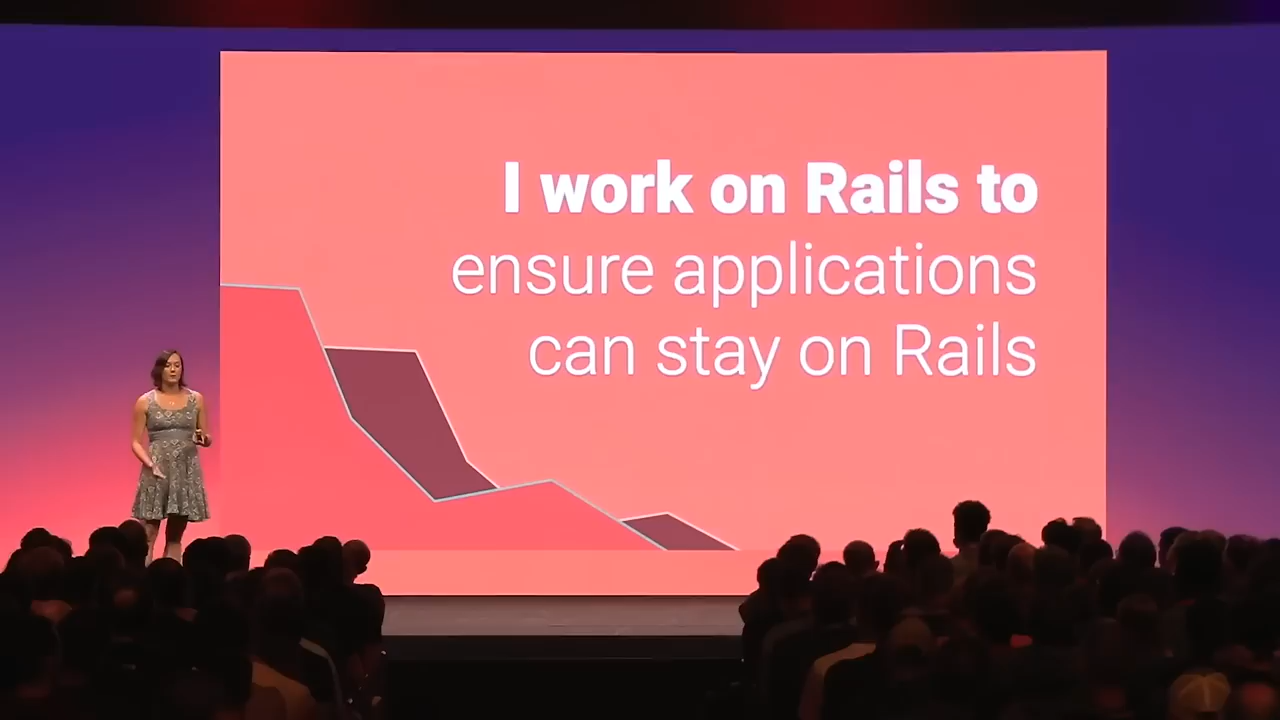 I work on Rails to
ensure applications
can stay on Rails